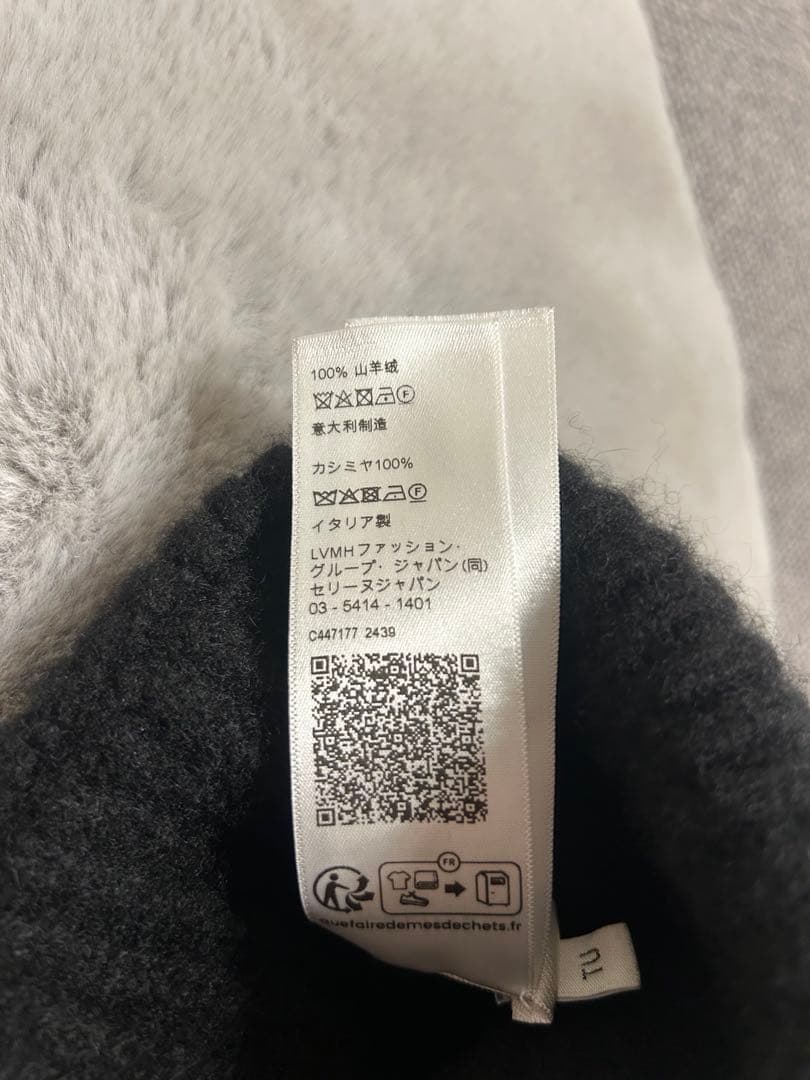 100% 山羊绒
F
意大利制造
カシミヤ100%
F
イタリア製
LVMHファッション・
グループ・ジャパン(同)
セリーヌジャパン
03 - 5414 - 1401
C447177 2439
FR
quefairedemesdechets.fr
TU